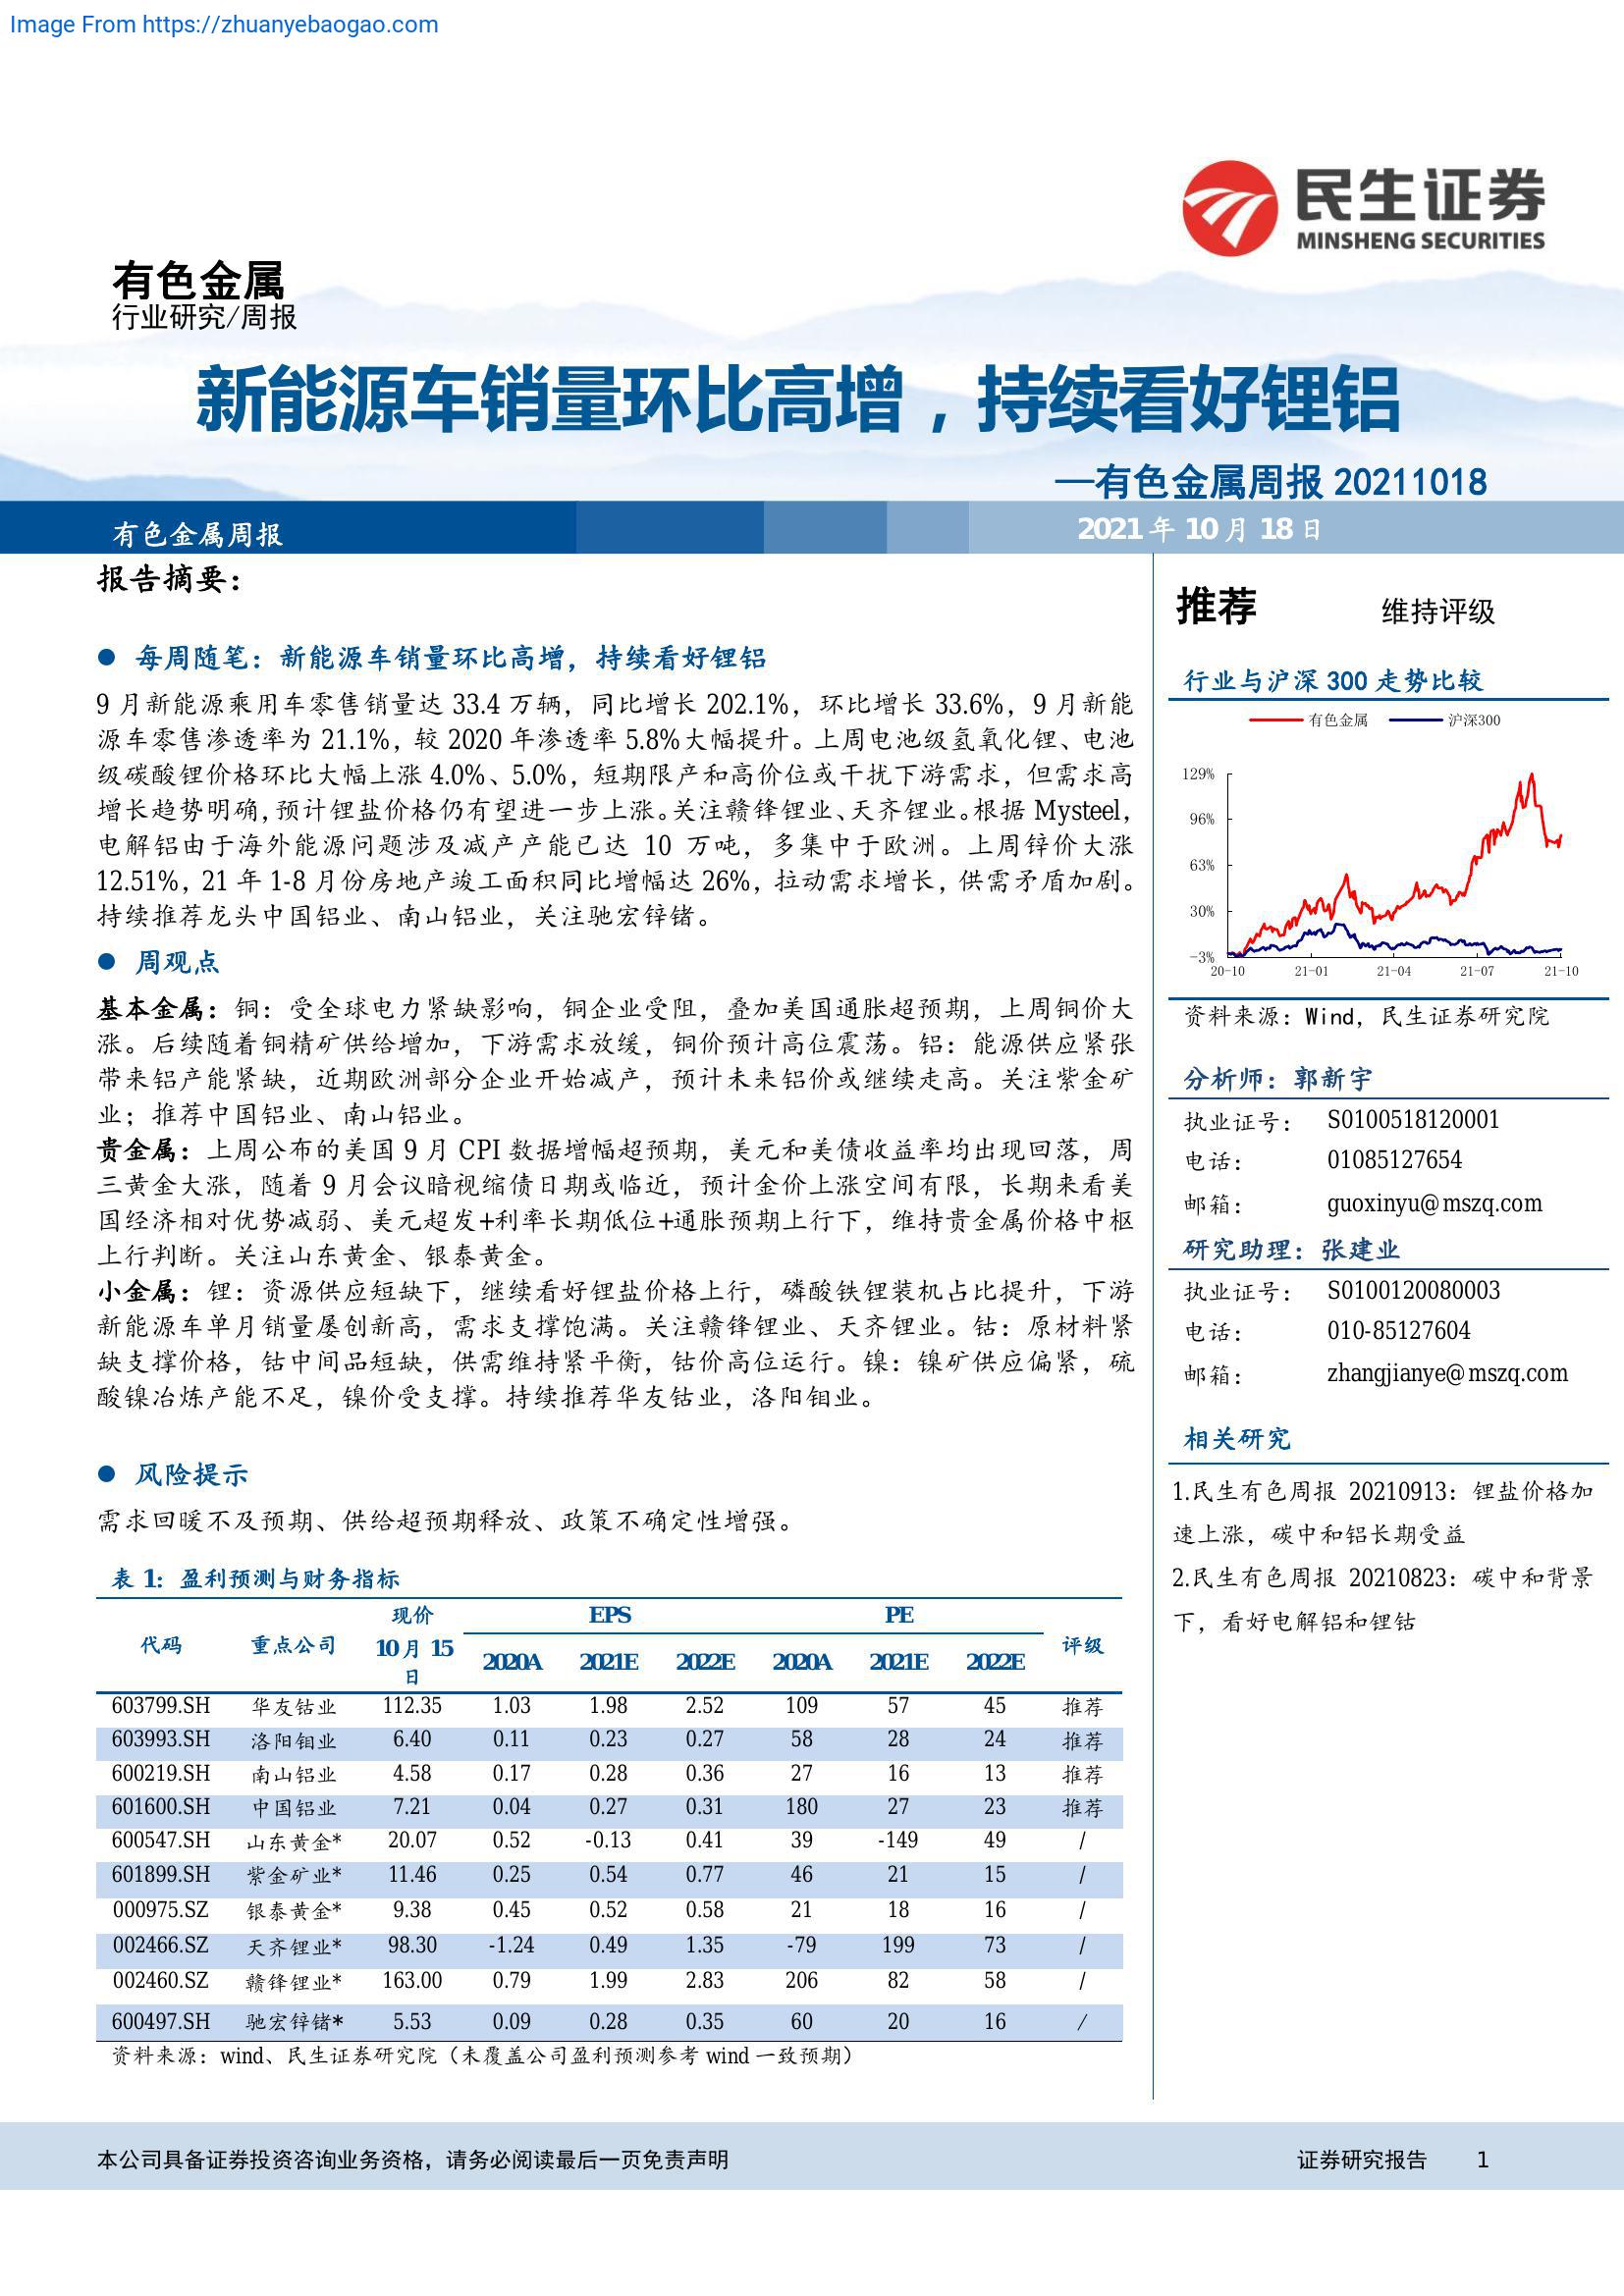 Image From https://zhuanyebaogao.com
民生证券
MINSHENG SECURITIES
有色金属
行业研究/周报
新能源车销量环比高增，持续看好锂铝
—有色金属周报 20211018
有色金属周报
2021 年 10 月 18 日
报告摘要：
● 每周随笔：新能源车销量环比高增，持续看好锂铝
9 月新能源乘用车零售销量达 33.4 万辆，同比增长 202.1%，环比增长 33.6%，9 月新能
源车零售渗透率为 21.1%，较 2020 年渗透率 5.8%大幅提升。上周电池级氢氧化锂、电池
级碳酸锂价格环比大幅上涨 4.0%、5.0%，短期限产和高价位或干扰下游需求，但需求高
增长趋势明确，预计锂盐价格仍有望进一步上涨。关注赣锋锂业、天齐锂业。根据 Mysteel，
电解铝由于海外能源问题涉及减产产能已达 10 万吨，多集中于欧洲。上周锌价大涨
12.51%，21 年 1-8 月份房地产竣工面积同比增幅达 26%，拉动需求增长，供需矛盾加剧。
持续推荐龙头中国铝业、南山铝业，关注驰宏锌锗。
● 周观点
基本金属：铜：受全球电力紧缺影响，铜企业受阻，叠加美国通胀超预期，上周铜价大
涨。后续随着铜精矿供给增加，下游需求放缓，铜价预计高位震荡。铝：能源供应紧张
带来铝产能紧缺，近期欧洲部分企业开始减产，预计未来铝价或继续走高。关注紫金矿
业；推荐中国铝业、南山铝业。
贵金属：上周公布的美国 9 月 CPI 数据增幅超预期，美元和美债收益率均出现回落，周
三黄金大涨，随着 9 月会议暗视缩债日期或临近，预计金价上涨空间有限，长期来看美
国经济相对优势减弱、美元超发+利率长期低位+通胀预期上行下，维持贵金属价格中枢
上行判断。关注山东黄金、银泰黄金。
小金属：锂：资源供应短缺下，继续看好锂盐价格上行，磷酸铁锂装机占比提升，下游
新能源车单月销量屡创新高，需求支撑饱满。关注赣锋锂业、天齐锂业。钴：原材料紧
缺支撑价格，钴中间品短缺，供需维持紧平衡，钴价高位运行。镍：镍矿供应偏紧，硫
酸镍冶炼产能不足，镍价受支撑。持续推荐华友钴业，洛阳钼业。
● 风险提示
需求回暖不及预期、供给超预期释放、政策不确定性增强。
表 1：盈利预测与财务指标
代码 重点公司 现价 10月 15 日 EPS PE 评级
2020A 2021E 2022E 2020A 2021E 2022E
603799.SH 华友钴业 112.35 1.03 1.98 2.52 109 57 45 推荐
603993.SH 洛阳钼业 6.40 0.11 0.23 0.27 58 28 24 推荐
600219.SH 南山铝业 4.58 0.17 0.28 0.36 27 16 13 推荐
601600.SH 中国铝业 7.21 0.04 0.27 0.31 180 27 23 推荐
600547.SH 山东黄金* 20.07 0.52 -0.13 0.41 39 -149 49 /
601899.SH 紫金矿业* 11.46 0.25 0.54 0.77 46 21 15 /
000975.SZ 银泰黄金* 9.38 0.45 0.52 0.58 21 18 16 /
002466.SZ 天齐锂业* 98.30 -1.24 0.49 1.35 -79 199 73 /
002460.SZ 赣锋锂业* 163.00 0.79 1.99 2.83 206 82 58 /
600497.SH 驰宏锌锗* 5.53 0.09 0.28 0.35 60 20 16 /
资料来源：wind、民生证券研究院（未覆盖公司盈利预测参考 wind 一致预期）
推荐 维持评级
行业与沪深 300 走势比较
有色金属 沪深300
129%
96%
63%
30%
-3%
20-10 21-01 21-04 21-07 21-10
资料来源：Wind，民生证券研究院
分析师：郭新宇
执业证号： S0100518120001
电话： 01085127654
邮箱： guoxinyu@mszq.com
研究助理：张建业
执业证号： S0100120080003
电话： 010-85127604
邮箱： zhangjianye@mszq.com
相关研究
1.民生有色周报 20210913：锂盐价格加
速上涨，碳中和铝长期受益
2.民生有色周报 20210823：碳中和背景
下，看好电解铝和锂钴
本公司具备证券投资咨询业务资格，请务必阅读最后一页免责声明
证券研究报告 1